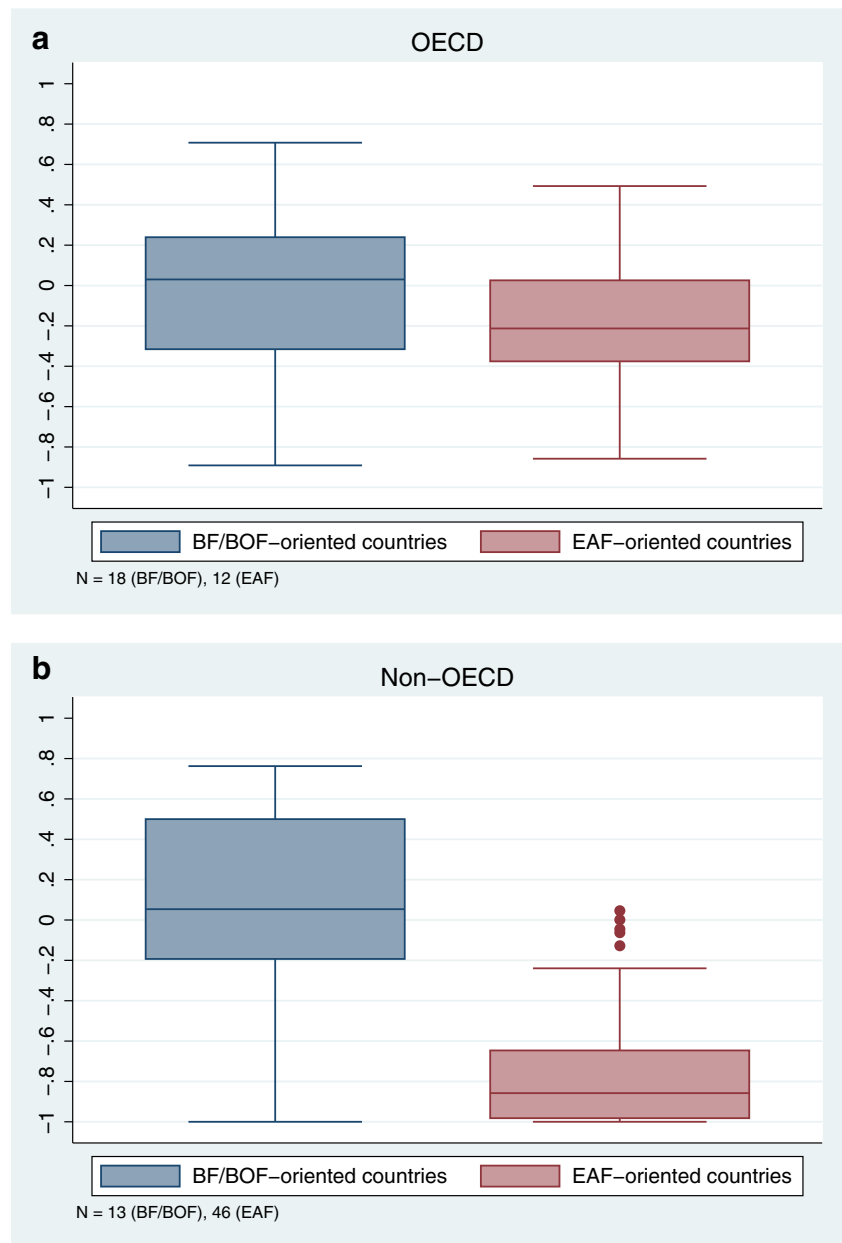 a
OECD
1
.8
.6
.4
.2
0
−.2
−.4
−.6
−.8
−1
BF/BOF−oriented countries EAF−oriented countries
N = 18 (BF/BOF), 12 (EAF)
b
Non−OECD
1
.8
.6
.4
.2
0
−.2
−.4
−.6
−.8
−1
BF/BOF−oriented countries EAF−oriented countries
N = 13 (BF/BOF), 46 (EAF)